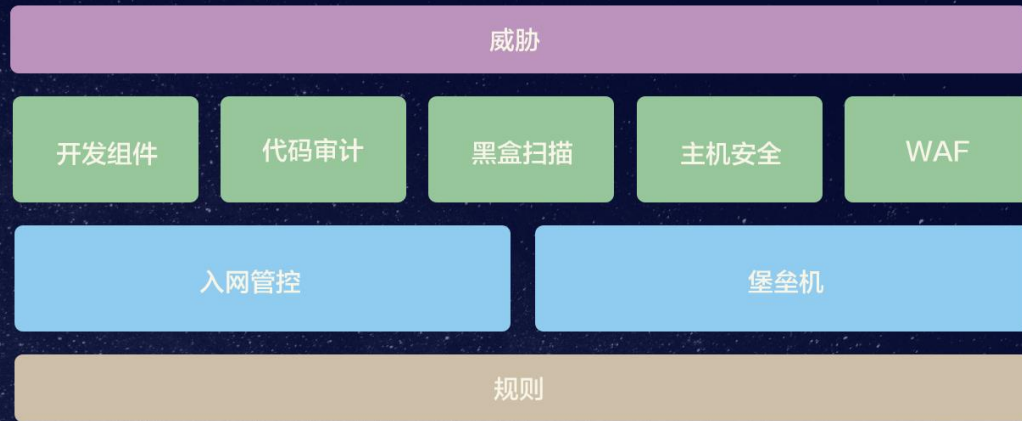 威胁
开发组件
代码审计
黑盒扫描
主机安全
WAF
入网管控
堡垒机
规则